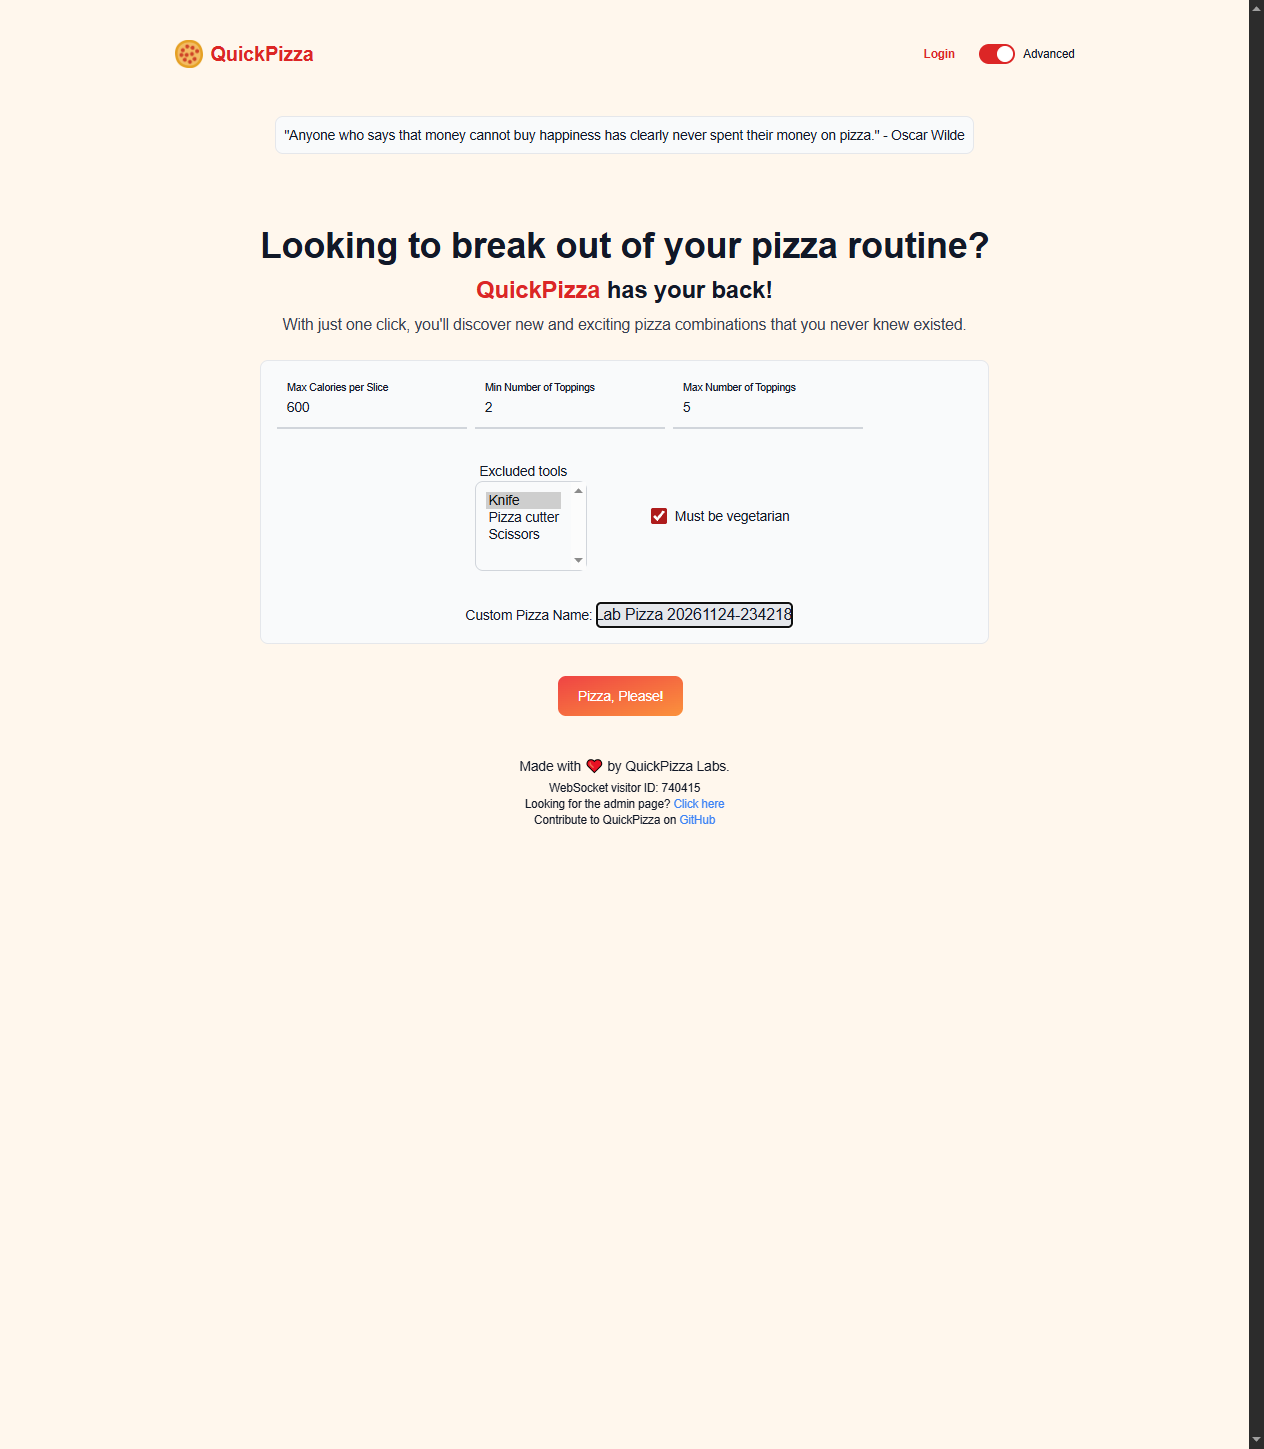 QuickPizza
Login
Advanced
"Anyone who says that money cannot buy happiness has clearly never spent their money on pizza." - Oscar Wilde
Looking to break out of your pizza routine?
QuickPizza has your back!
With just one click, you'll discover new and exciting pizza combinations that you never knew existed.
Max Calories per Slice
600
Min Number of Toppings
2
Max Number of Toppings
5
Excluded tools
Knife
Pizza cutter
Scissors
Must be vegetarian
Custom Pizza Name: Lab Pizza 20261124-234218
Pizza, Please!
Made with ❤ by QuickPizza Labs.
WebSocket visitor ID: 740415
Looking for the admin page? Click here
Contribute to QuickPizza on GitHub